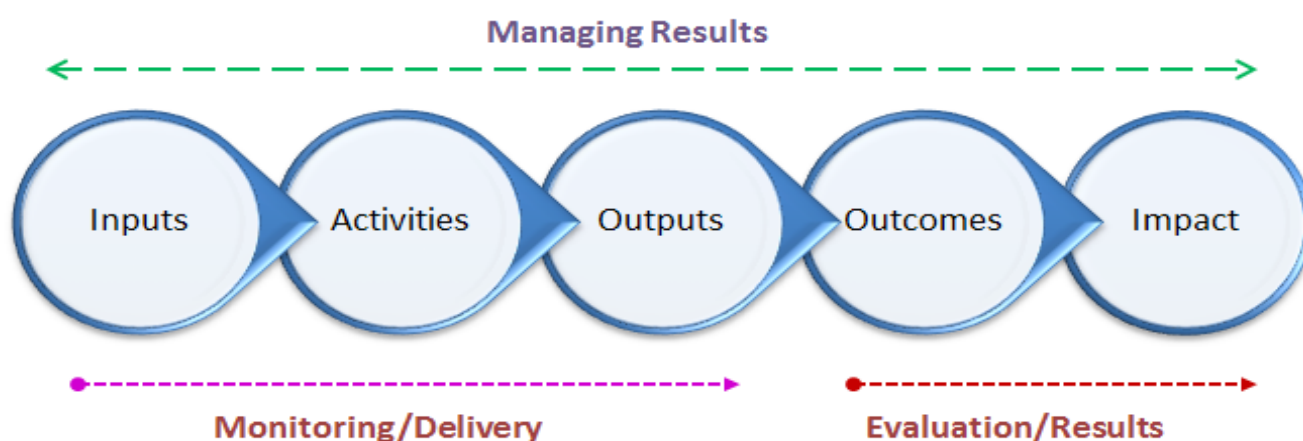 Managing Results
Inputs
Activities
Outputs
Outcomes
Impact
Monitoring/Delivery
Evaluation/Results